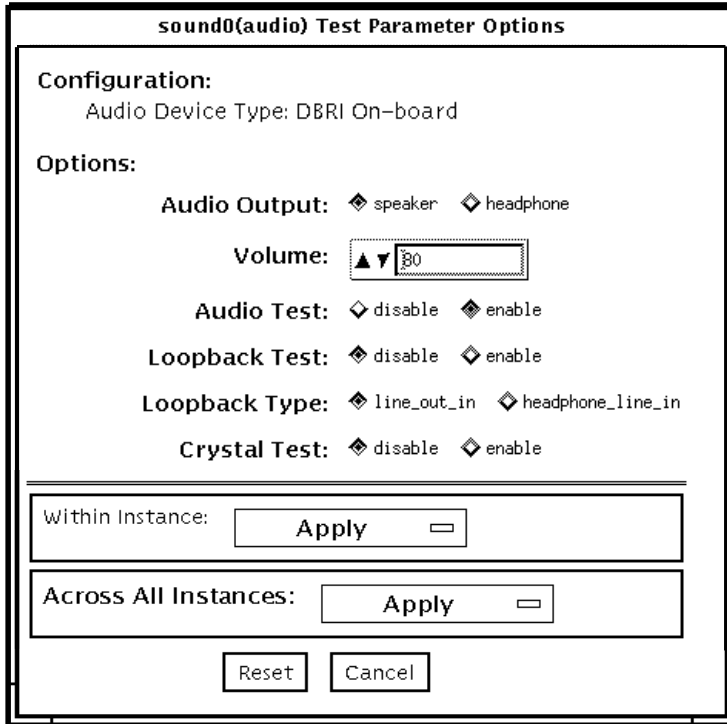 sound0(audio) Test Parameter Options
Configuration:
Audio Device Type: DBRI On-board
Options:
Audio Output: speaker headphone
Volume: 80
Audio Test: disable enable
Loopback Test: disable enable
Loopback Type: line_out_in headphone_line_in
Crystal Test: disable enable
Within Instance: Apply
Across All Instances: Apply
Reset Cancel